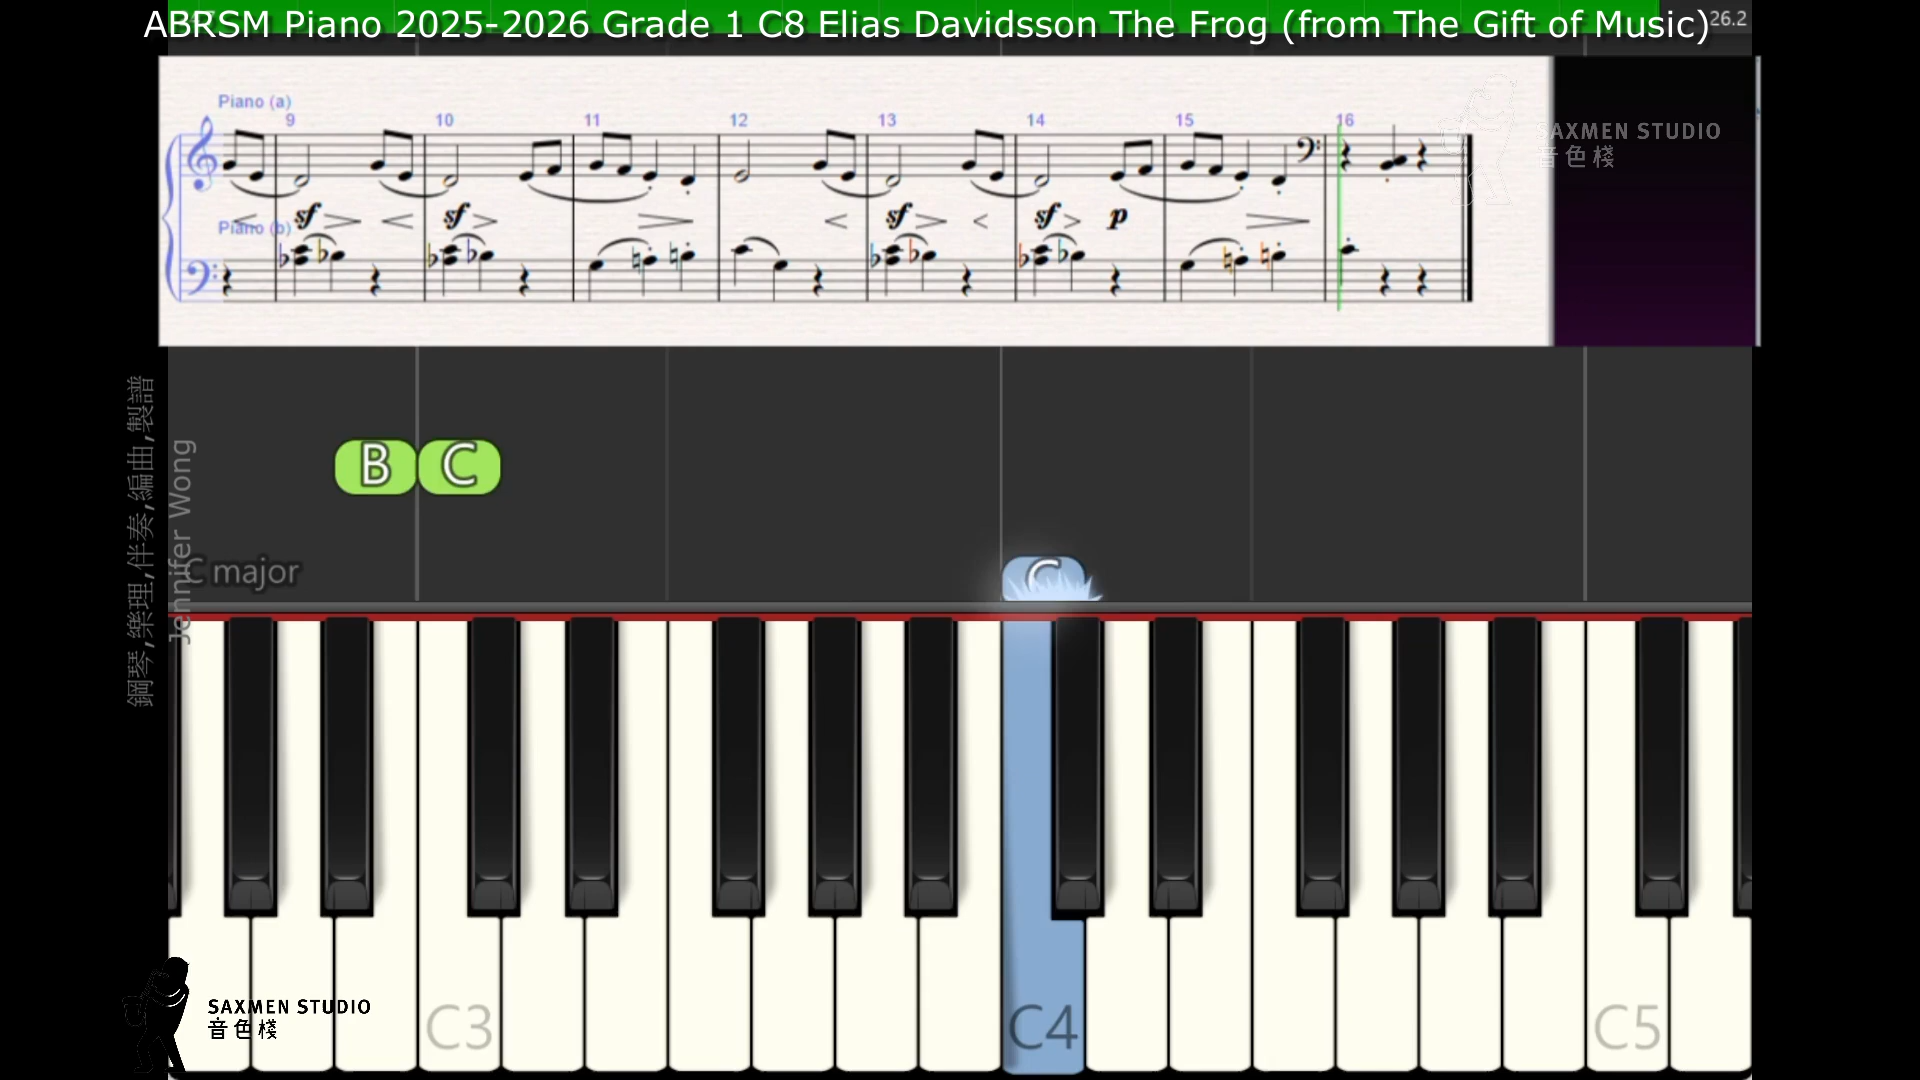 ABRSM Piano 2025-2026 Grade 1 C8 Elias Davidsson The Frog (from The Gift of Music)
26.2
Piano (a)
9 10 11 12 13 14 15 16
SAXMEN STUDIO
音色棧
sf sf sf sf p
Piano (b)
鋼琴,樂理,伴奏,編曲,製譜
Jennifer Wong
B C
C
C major
C3 C4 C5
SAXMEN STUDIO
音色棧